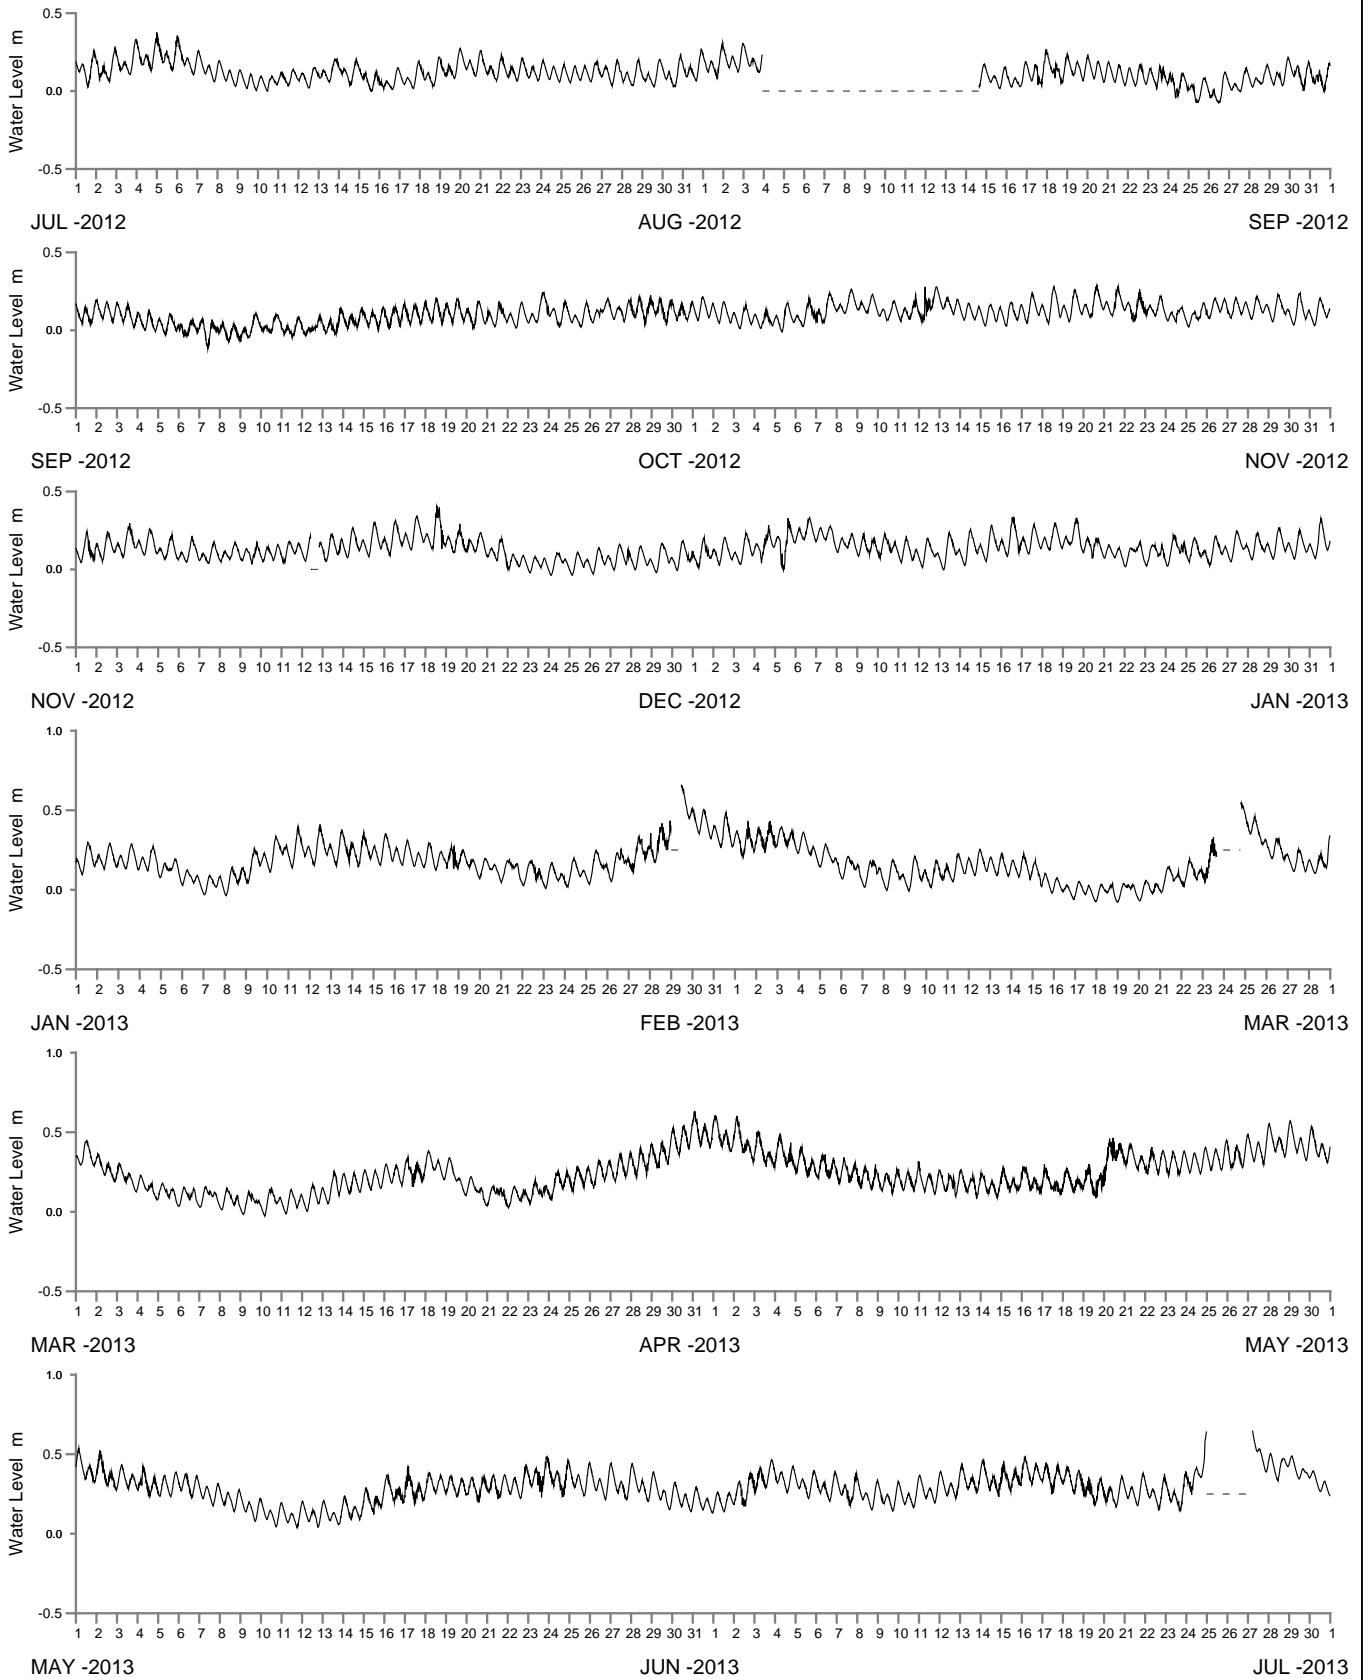 0.5
Water Level m
0.0
-0.5
1 2 3 4 5 6 7 8 9 10 11 12 13 14 15 16 17 18 19 20 21 22 23 24 25 26 27 28 29 30 31 1 2 3 4 5 6 7 8 9 10 11 12 13 14 15 16 17 18 19 20 21 22 23 24 25 26 27 28 29 30 31 1
JUL -2012 AUG -2012 SEP -2012
0.5
Water Level m
0.0
-0.5
1 2 3 4 5 6 7 8 9 10 11 12 13 14 15 16 17 18 19 20 21 22 23 24 25 26 27 28 29 30 1 2 3 4 5 6 7 8 9 10 11 12 13 14 15 16 17 18 19 20 21 22 23 24 25 26 27 28 29 30 31 1
SEP -2012 OCT -2012 NOV -2012
0.5
Water Level m
0.0
-0.5
1 2 3 4 5 6 7 8 9 10 11 12 13 14 15 16 17 18 19 20 21 22 23 24 25 26 27 28 29 30 1 2 3 4 5 6 7 8 9 10 11 12 13 14 15 16 17 18 19 20 21 22 23 24 25 26 27 28 29 30 31 1
NOV -2012 DEC -2012 JAN -2013
1.0
0.5
Water Level m
0.0
-0.5
1 2 3 4 5 6 7 8 9 10 11 12 13 14 15 16 17 18 19 20 21 22 23 24 25 26 27 28 29 30 31 1 2 3 4 5 6 7 8 9 10 11 12 13 14 15 16 17 18 19 20 21 22 23 24 25 26 27 28 1
JAN -2013 FEB -2013 MAR -2013
1.0
0.5
Water Level m
0.0
-0.5
1 2 3 4 5 6 7 8 9 10 11 12 13 14 15 16 17 18 19 20 21 22 23 24 25 26 27 28 29 30 31 1 2 3 4 5 6 7 8 9 10 11 12 13 14 15 16 17 18 19 20 21 22 23 24 25 26 27 28 29 30 1
MAR -2013 APR -2013 MAY -2013
1.0
0.5
Water Level m
0.0
-0.5
1 2 3 4 5 6 7 8 9 10 11 12 13 14 15 16 17 18 19 20 21 22 23 24 25 26 27 28 29 30 31 1 2 3 4 5 6 7 8 9 10 11 12 13 14 15 16 17 18 19 20 21 22 23 24 25 26 27 28 29 30 1
MAY -2013 JUN -2013 JUL -2013